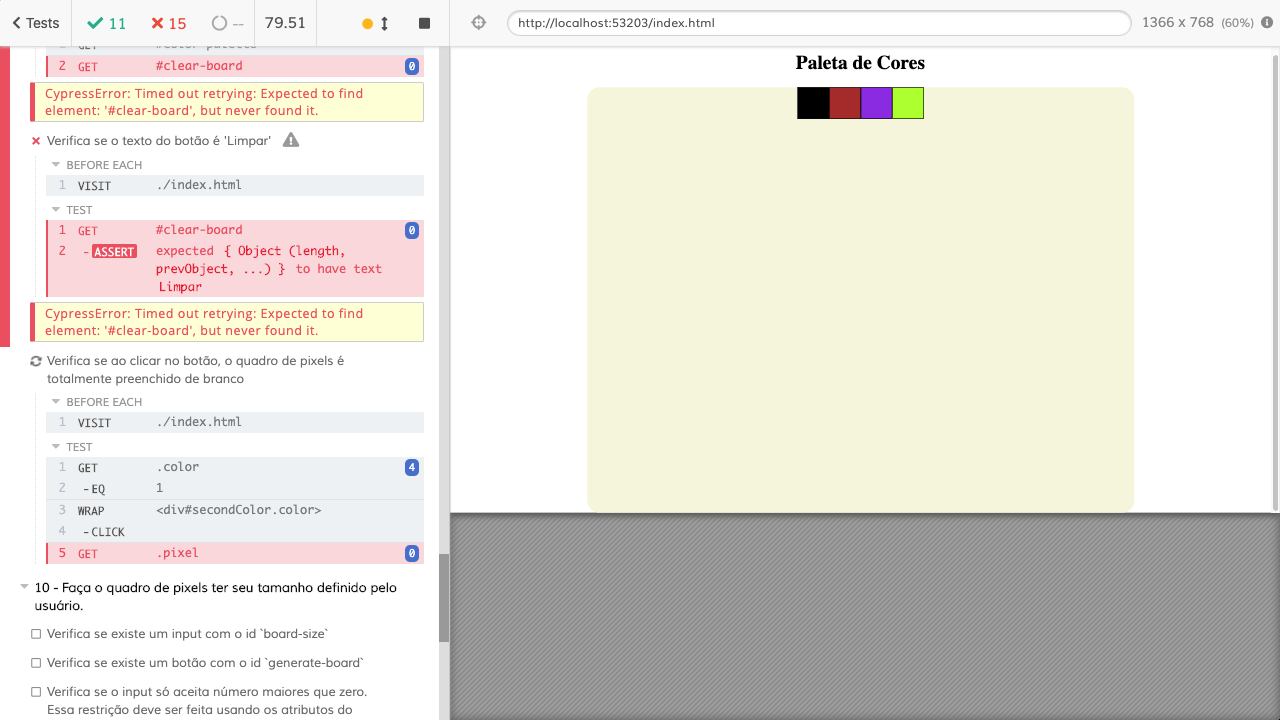 Tests
11
15
--
79.51
http://localhost:53203/index.html
1366 x 768 (60%)
1 GET #color-palette
2 GET #clear-board 0
CypressError: Timed out retrying: Expected to find
element: '#clear-board', but never found it.
Verifica se o texto do botão é 'Limpar'
BEFORE EACH
1 VISIT ./index.html
TEST
1 GET #clear-board 0
2 -ASSERT expected { Object (length,
prevObject, ...) } to have text
Limpar
CypressError: Timed out retrying: Expected to find
element: '#clear-board', but never found it.
Verifica se ao clicar no botão, o quadro de pixels é
totalmente preenchido de branco
BEFORE EACH
1 VISIT ./index.html
TEST
1 GET .color 4
2 -EQ 1
3 WRAP <div#secondColor.color>
4 -CLICK
5 GET .pixel 0
10 - Faça o quadro de pixels ter seu tamanho definido pelo
usuário.
Verifica se existe um input com o id `board-size`
Verifica se existe um botão com o id `generate-board`
Verifica se o input só aceita número maiores que zero.
Essa restrição deve ser feita usando os atributos do
Paleta de Cores